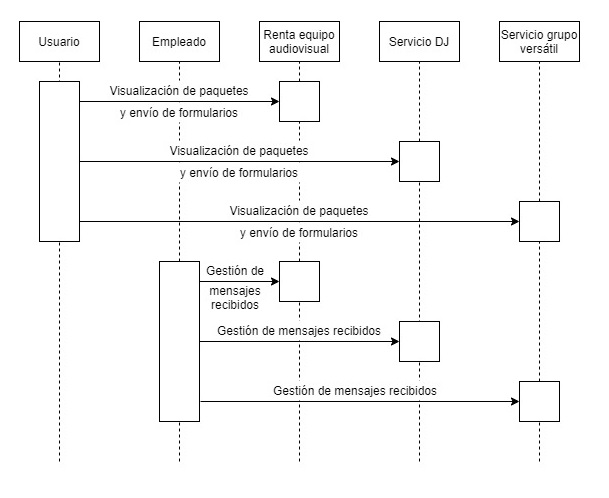 Usuario
Empleado
Renta equipo
audiovisual
Servicio DJ
Servicio grupo
versátil
Visualización de paquetes
y envío de formularios
Visualización de paquetes
y envío de formularios
Visualización de paquetes
y envío de formularios
Gestión de
mensajes
recibidos
Gestión de mensajes recibidos
Gestión de mensajes recibidos